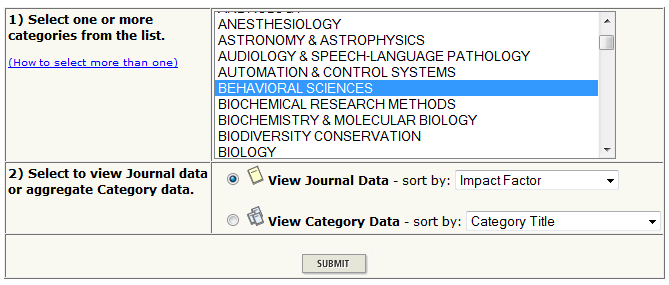 1) Select one or more
categories from the list.
(How to select more than one)
ANESTHESIOLOGY
ASTRONOMY & ASTROPHYSICS
AUDIOLOGY & SPEECH-LANGUAGE PATHOLOGY
AUTOMATION & CONTROL SYSTEMS
BEHAVIORAL SCIENCES
BIOCHEMICAL RESEARCH METHODS
BIOCHEMISTRY & MOLECULAR BIOLOGY
BIODIVERSITY CONSERVATION
BIOLOGY
2) Select to view Journal data
or aggregate Category data.
View Journal Data - sort by: Impact Factor
View Category Data - sort by: Category Title
SUBMIT